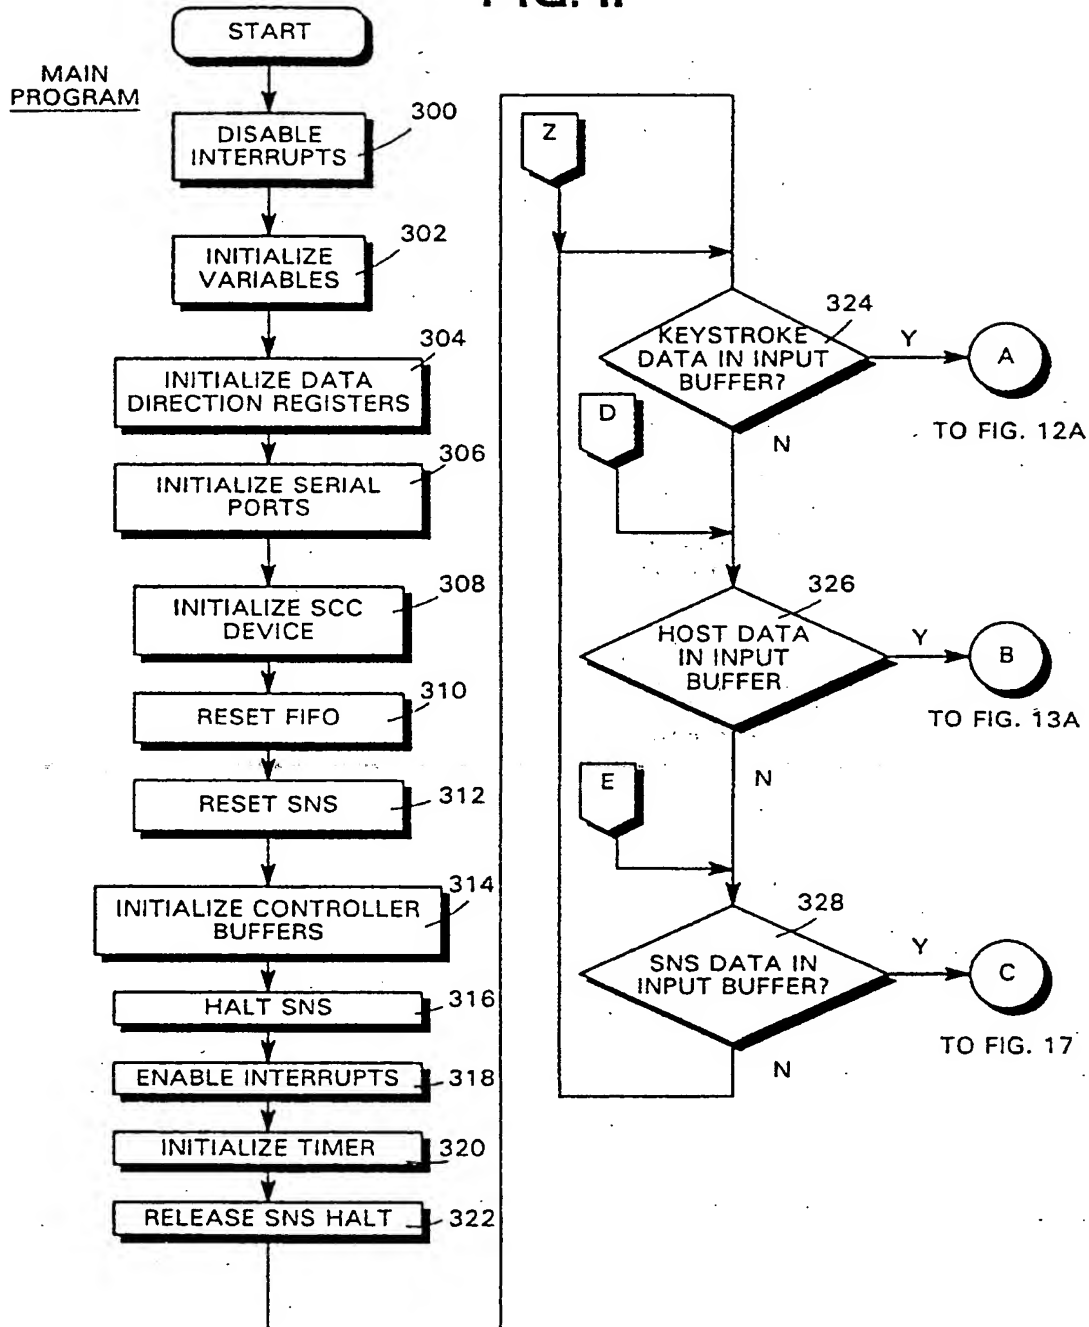 START
MAIN
PROGRAM
300
DISABLE
INTERRUPTS
302
INITIALIZE
VARIABLES
304
INITIALIZE DATA
DIRECTION REGISTERS
306
INITIALIZE SERIAL
PORTS
308
INITIALIZE SCC
DEVICE
310
RESET FIFO
RESET SNS
312
314
INITIALIZE CONTROLLER
BUFFERS
HALT SNS
316
ENABLE INTERRUPTS
318
INITIALIZE TIMER
320
RELEASE SNS HALT
322
Z
324
KEYSTROKE
DATA IN INPUT
BUFFER?
Y
A
TO FIG. 12A
N
D
326
HOST DATA
IN INPUT
BUFFER
Y
B
TO FIG. 13A
N
E
328
SNS DATA IN
INPUT BUFFER?
Y
C
TO FIG. 17
N